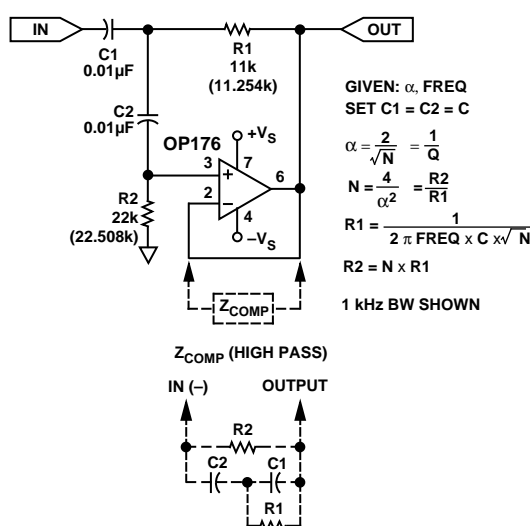 IN
OUT
C1
0.01µF
R1
11k
(11.254k)
C2
0.01µF
R2
22k
(22.508k)
OP176
+VS
7
3
+
6
2
–
4
–VS
ZCOMP
GIVEN: α, FREQ
SET C1 = C2 = C
α = 2/√N = 1/Q
N = 4/α² = R2/R1
R1 = 1/2 π FREQ x C x √N
R2 = N x R1
1 kHz BW SHOWN
ZCOMP (HIGH PASS)
IN (–) OUTPUT
R2
C2 C1
R1